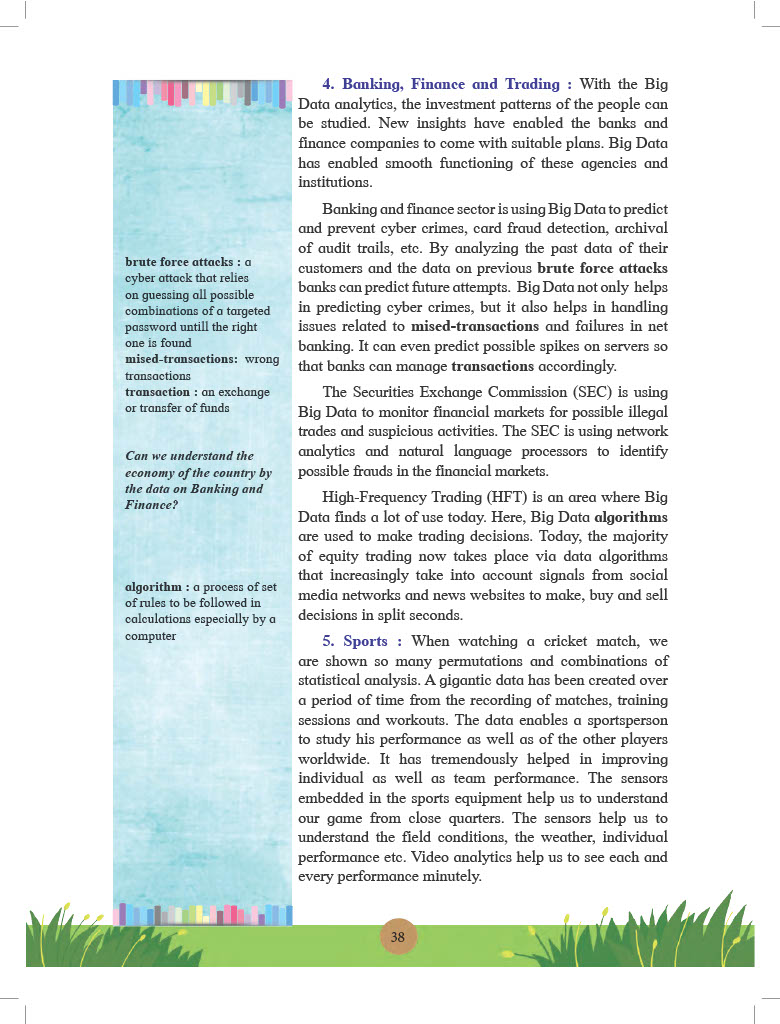 4. Banking, Finance and Trading : With the Big
Data analytics, the investment patterns of the people can
be studied. New insights have enabled the banks and
finance companies to come with suitable plans. Big Data
has enabled smooth functioning of these agencies and
institutions.
Banking and finance sector is using Big Data to predict
and prevent cyber crimes, card fraud detection, archival
of audit trails, etc. By analyzing the past data of their
customers and the data on previous brute force attacks
banks can predict future attempts. Big Data not only helps
in predicting cyber crimes, but it also helps in handling
issues related to mised-transactions and failures in net
banking. It can even predict possible spikes on servers so
that banks can manage transactions accordingly.
The Securities Exchange Commission (SEC) is using
Big Data to monitor financial markets for possible illegal
trades and suspicious activities. The SEC is using network
analytics and natural language processors to identify
possible frauds in the financial markets.
High-Frequency Trading (HFT) is an area where Big
Data finds a lot of use today. Here, Big Data algorithms
are used to make trading decisions. Today, the majority
of equity trading now takes place via data algorithms
that increasingly take into account signals from social
media networks and news websites to make, buy and sell
decisions in split seconds.
5. Sports : When watching a cricket match, we
are shown so many permutations and combinations of
statistical analysis. A gigantic data has been created over
a period of time from the recording of matches, training
sessions and workouts. The data enables a sportsperson
to study his performance as well as of the other players
worldwide. It has tremendously helped in improving
individual as well as team performance. The sensors
embedded in the sports equipment help us to understand
our game from close quarters. The sensors help us to
understand the field conditions, the weather, individual
performance etc. Video analytics help us to see each and
every performance minutely.
brute force attacks : a
cyber attack that relies
on guessing all possible
combinations of a targeted
password untill the right
one is found
mised-transactions: wrong
transactions
transaction : an exchange
or transfer of funds
Can we understand the
economy of the country by
the data on Banking and
Finance?
algorithm : a process of set
of rules to be followed in
calculations especially by a
computer
38